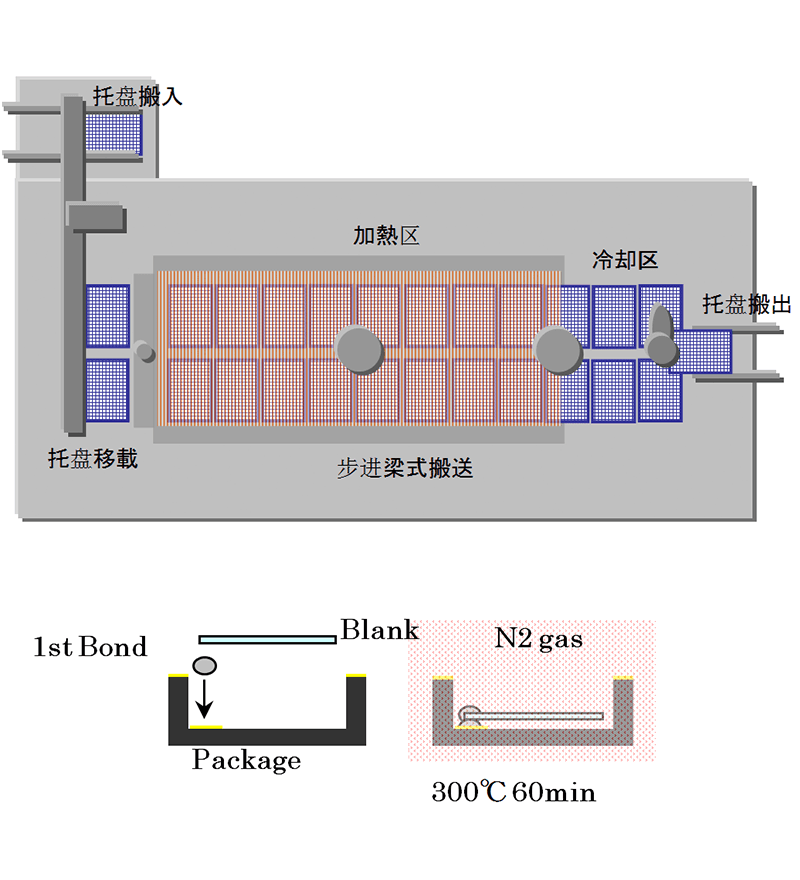 托盘搬入
加熱区
冷却区
托盘搬出
托盘移載
步进梁式搬送
1st Bond
Blank
N2 gas
Package
300℃ 60min